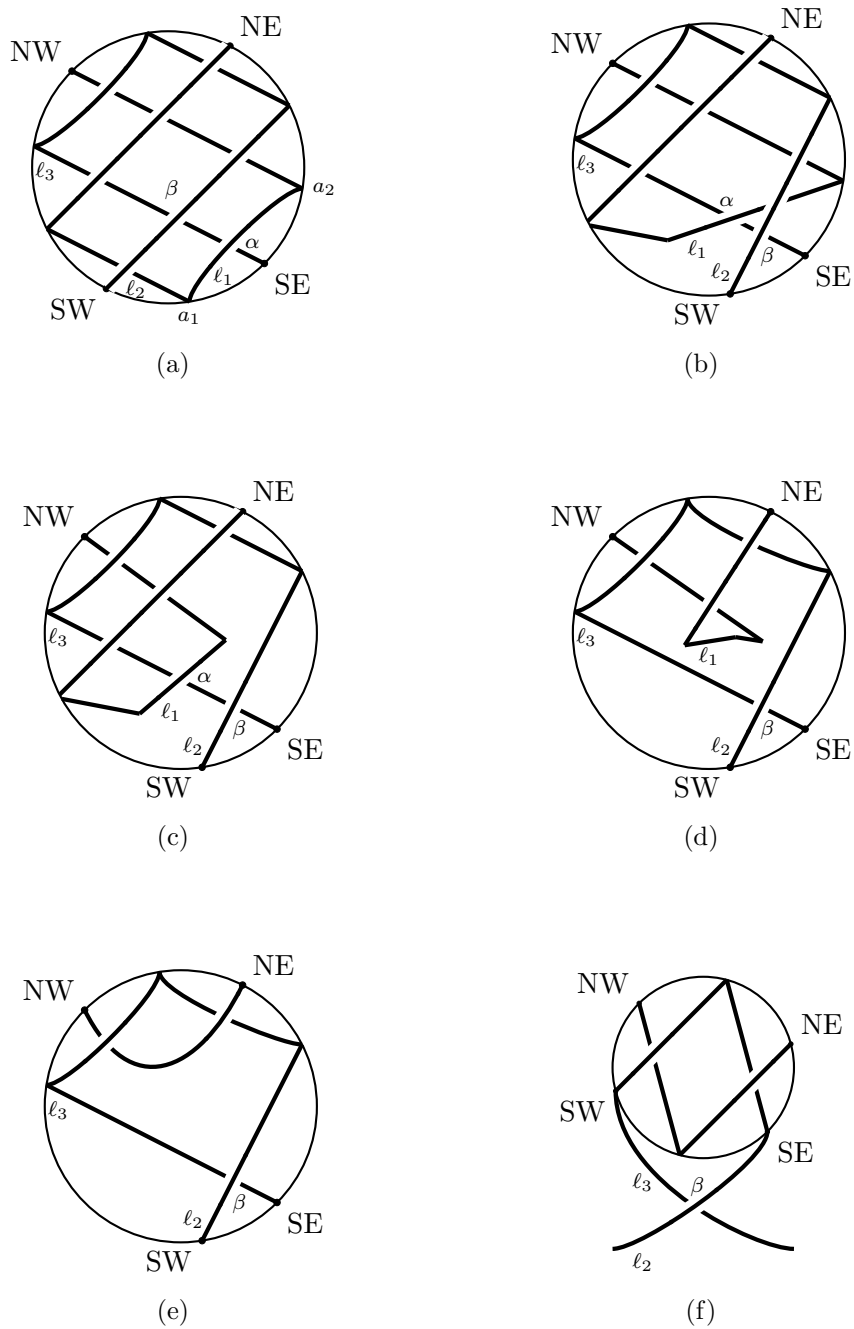 NE
NW
ℓ3
β
a2
α
ℓ1
SE
ℓ2
SW
a1
(a)
NE
NW
ℓ3
α
ℓ1
β
ℓ2
SE
SW
(b)
NE
NW
ℓ3
α
ℓ1
β
ℓ2
SE
SW
(c)
NE
NW
ℓ3
ℓ1
β
ℓ2
SE
SW
(d)
NE
NW
ℓ3
β
ℓ2
SE
SW
(e)
NW
NE
SW
SE
ℓ3
β
ℓ2
(f)